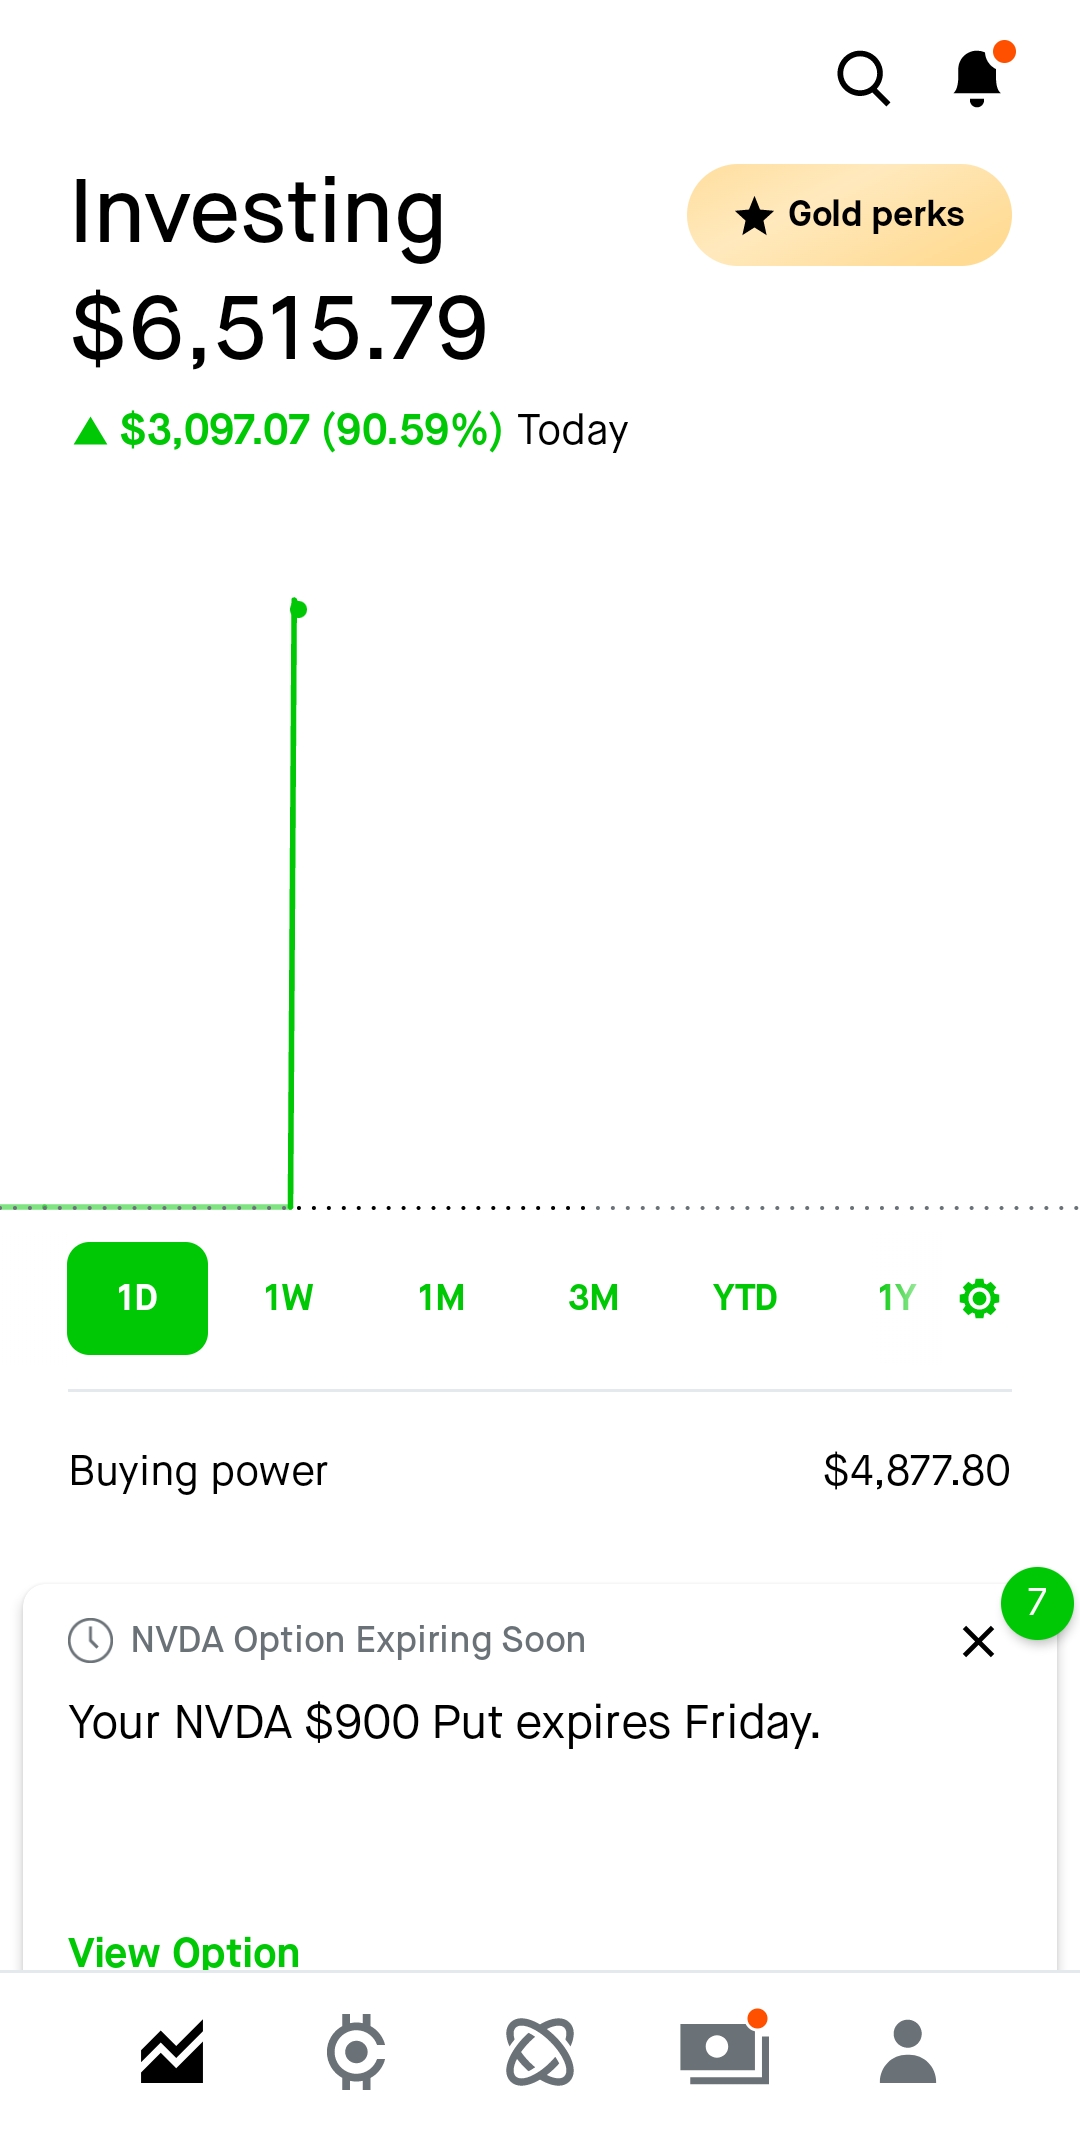 Investing
Gold perks
$6,515.79
▲ $3,097.07 (90.59%) Today
1D 1W 1M 3M YTD 1Y
Buying power $4,877.80
7
NVDA Option Expiring Soon
Your NVDA $900 Put expires Friday.
View Option